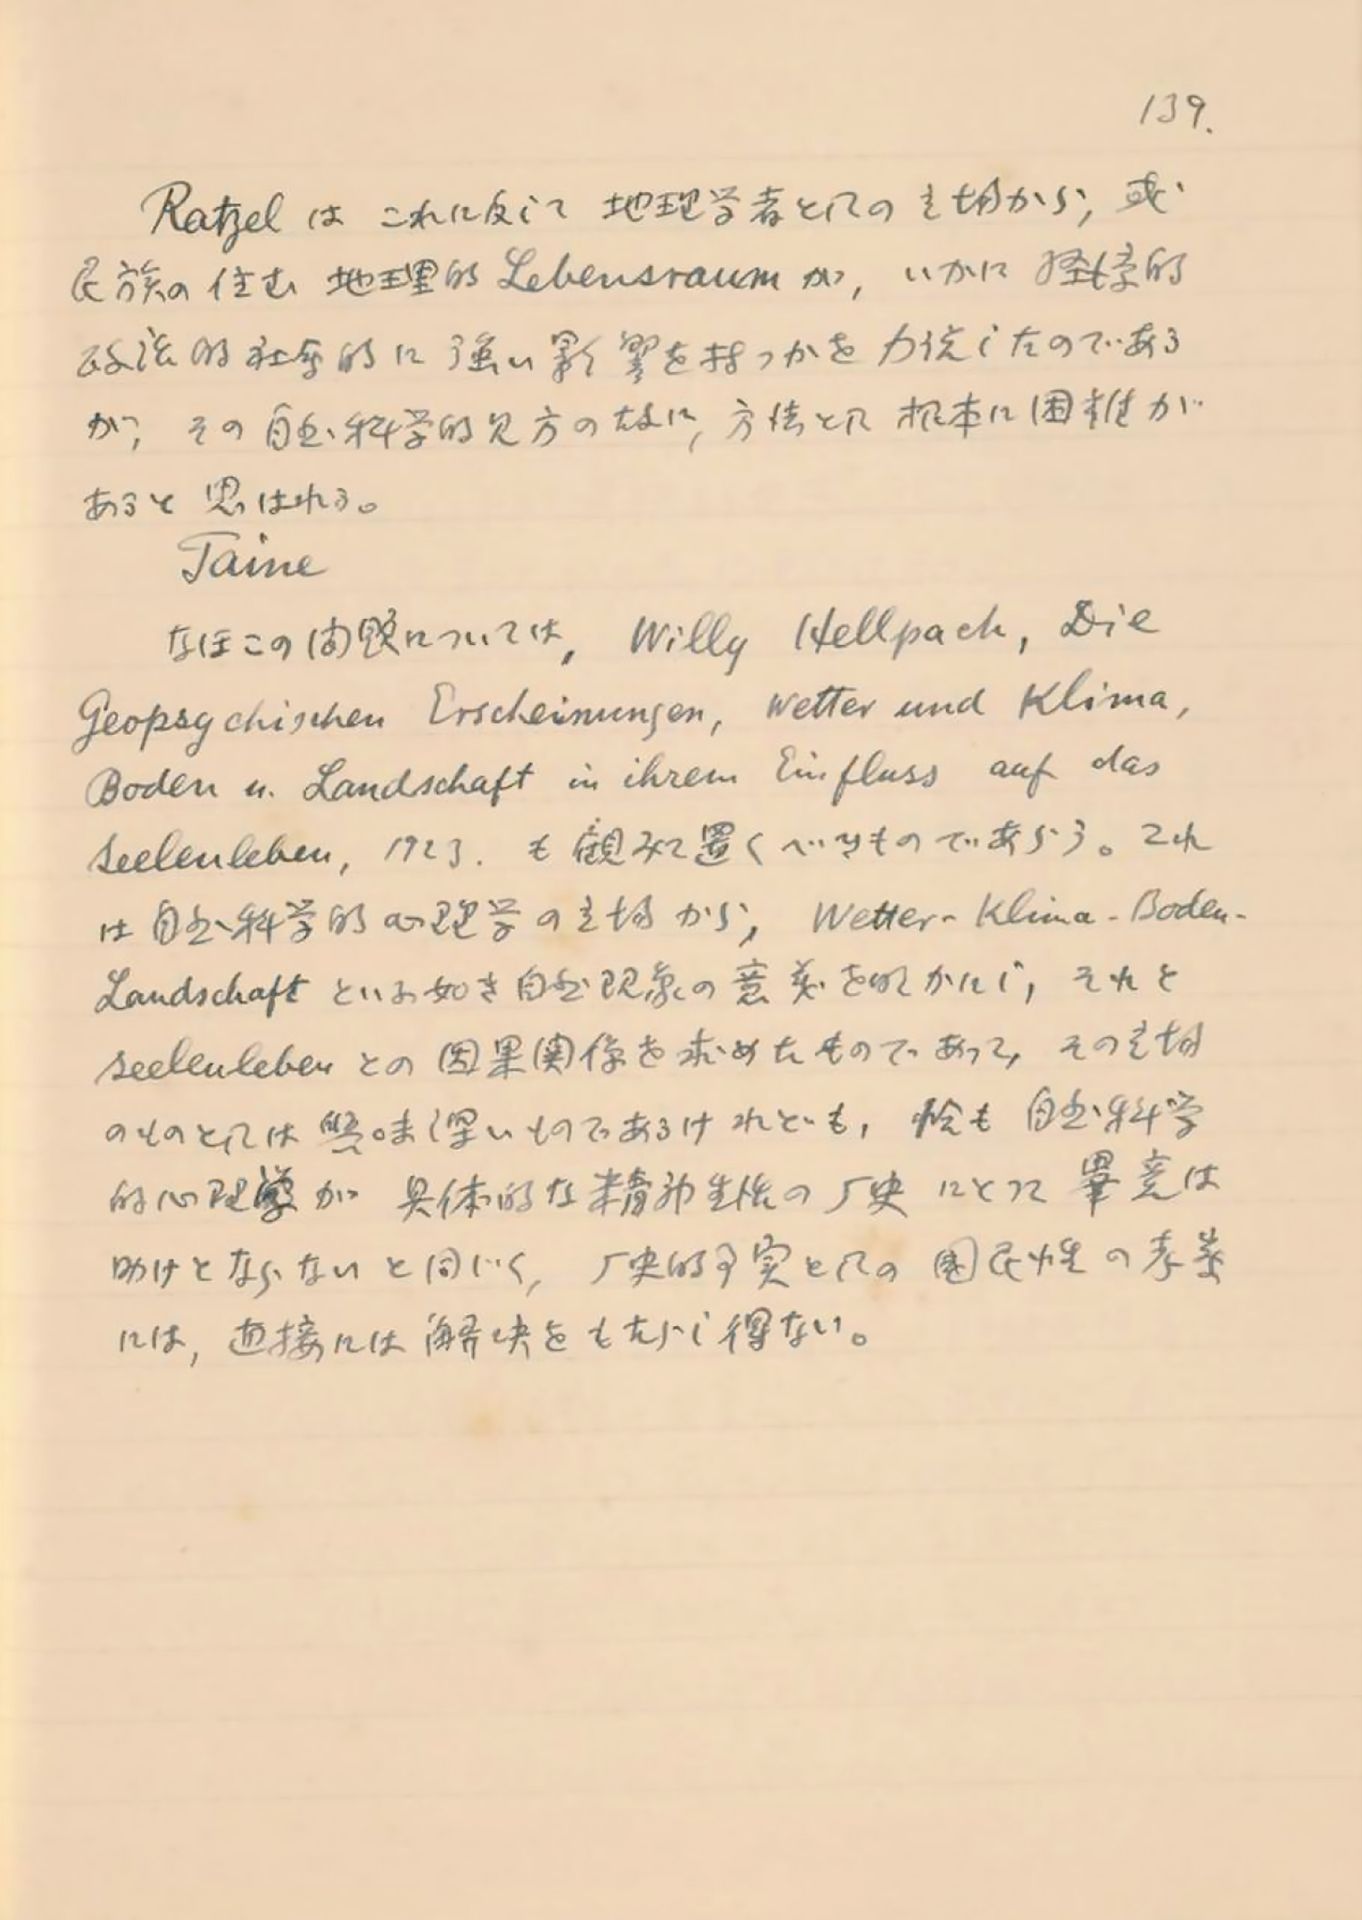 139.
Ratzel は これに反して 地理学者としての立場から, 或
民族の住む 地理的 Lebensraum が, いかに 経済的
政治的社会的に 強い影響を持つかを 力説したのである
が, その自然科学的見方の故に, 方法として 根本に困難が
あると 思はれる。
Taine
なほこの問題については, Willy Hellpach, Die
Geopsychischen Erscheinungen, Wetter und Klima,
Boden u. Landschaft in ihrem Einfluss auf das
Seelenleben, 1923. も 観みて置くべきものであらう。これ
は 自然科学的心理学の立場から, Wetter-Klima-Boden-
Landschaft といふ如き自然現象の意義を明かにし, それと
Seelenleben との 因果関係を求めたものであって, その立場
のものとしては 興味深いものであるけれども, 恰も 自然科学
的心理学が 具体的な精神生活の歴史 にとって 畢竟は
助けとならないと同じく, 歴史的事実としての 国民性の考察
には, 直接には解決をもたらし得ない。